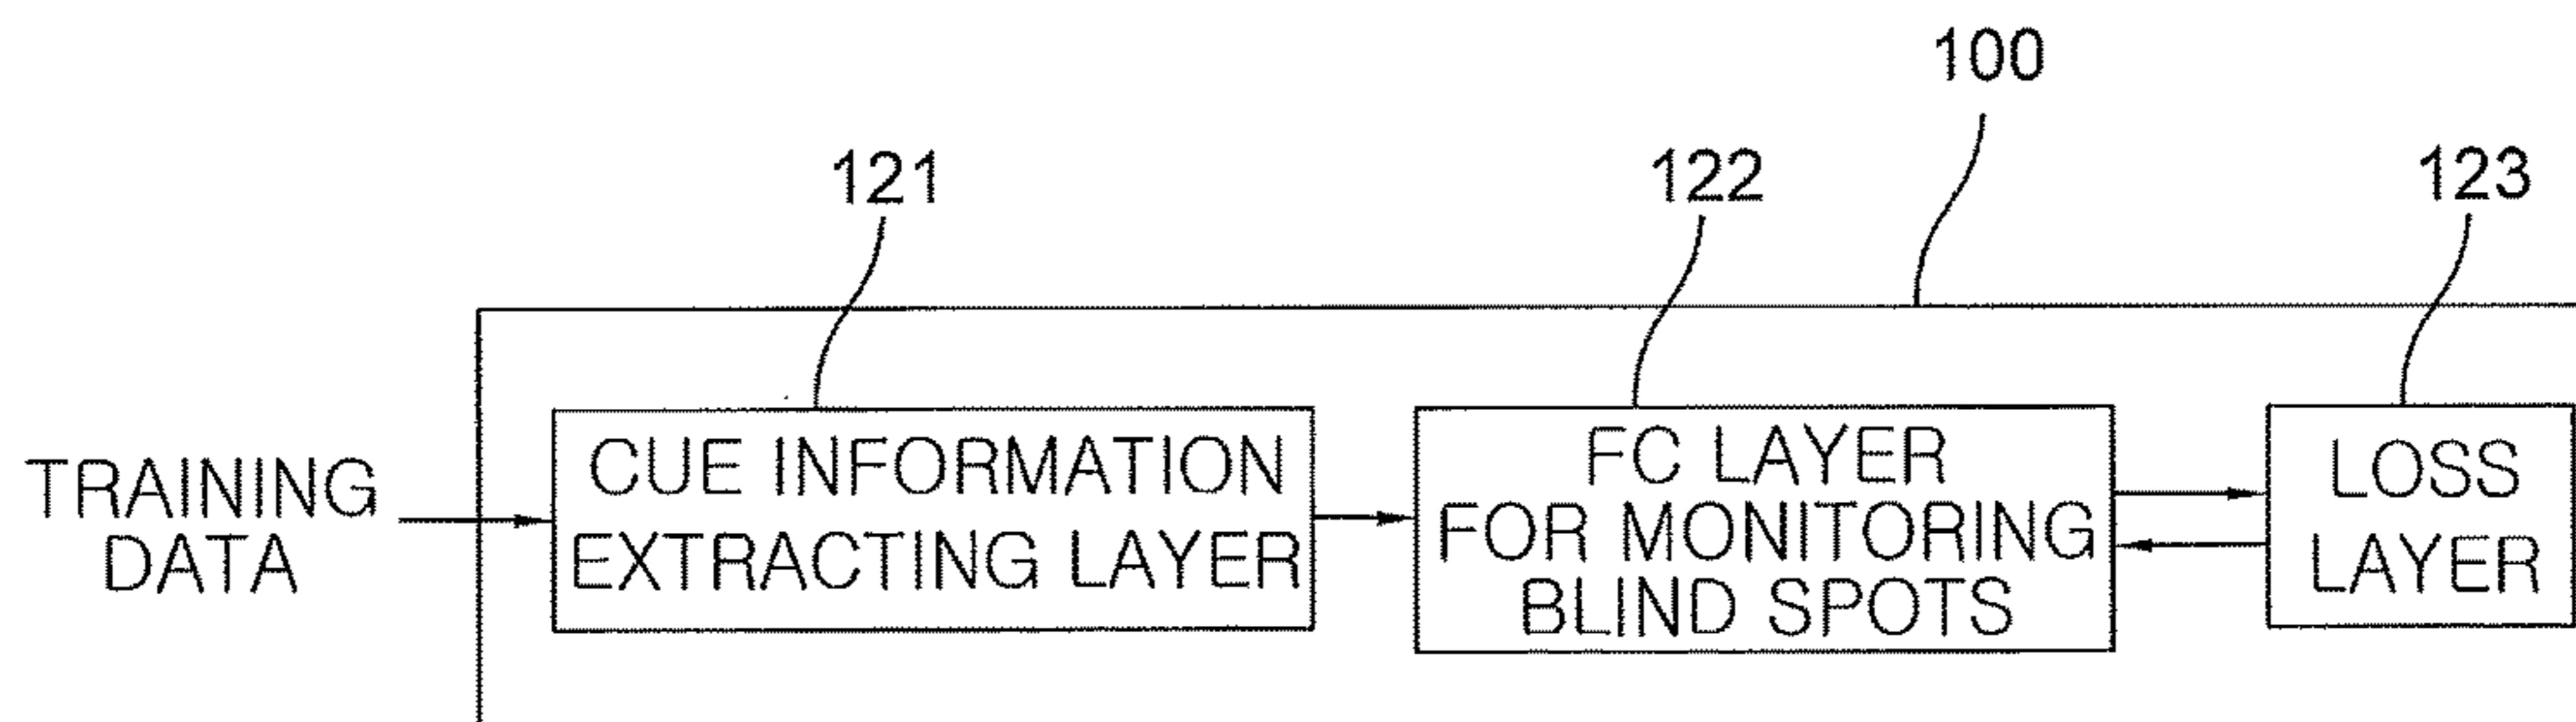 100
121
122
123
TRAINING
DATA
CUE INFORMATION
EXTRACTING LAYER
FC LAYER
FOR MONITORING
BLIND SPOTS
LOSS
LAYER